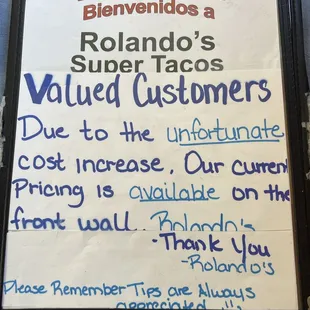 Bienvenidos a
Rolando's
Super Tacos
Valued Customers
Due to the unfortunate
cost increase. Our current
Pricing is available on the
front wall. Rolando's
-Thank You
-Rolando's
Please Remember Tips are Always
appreciated !!